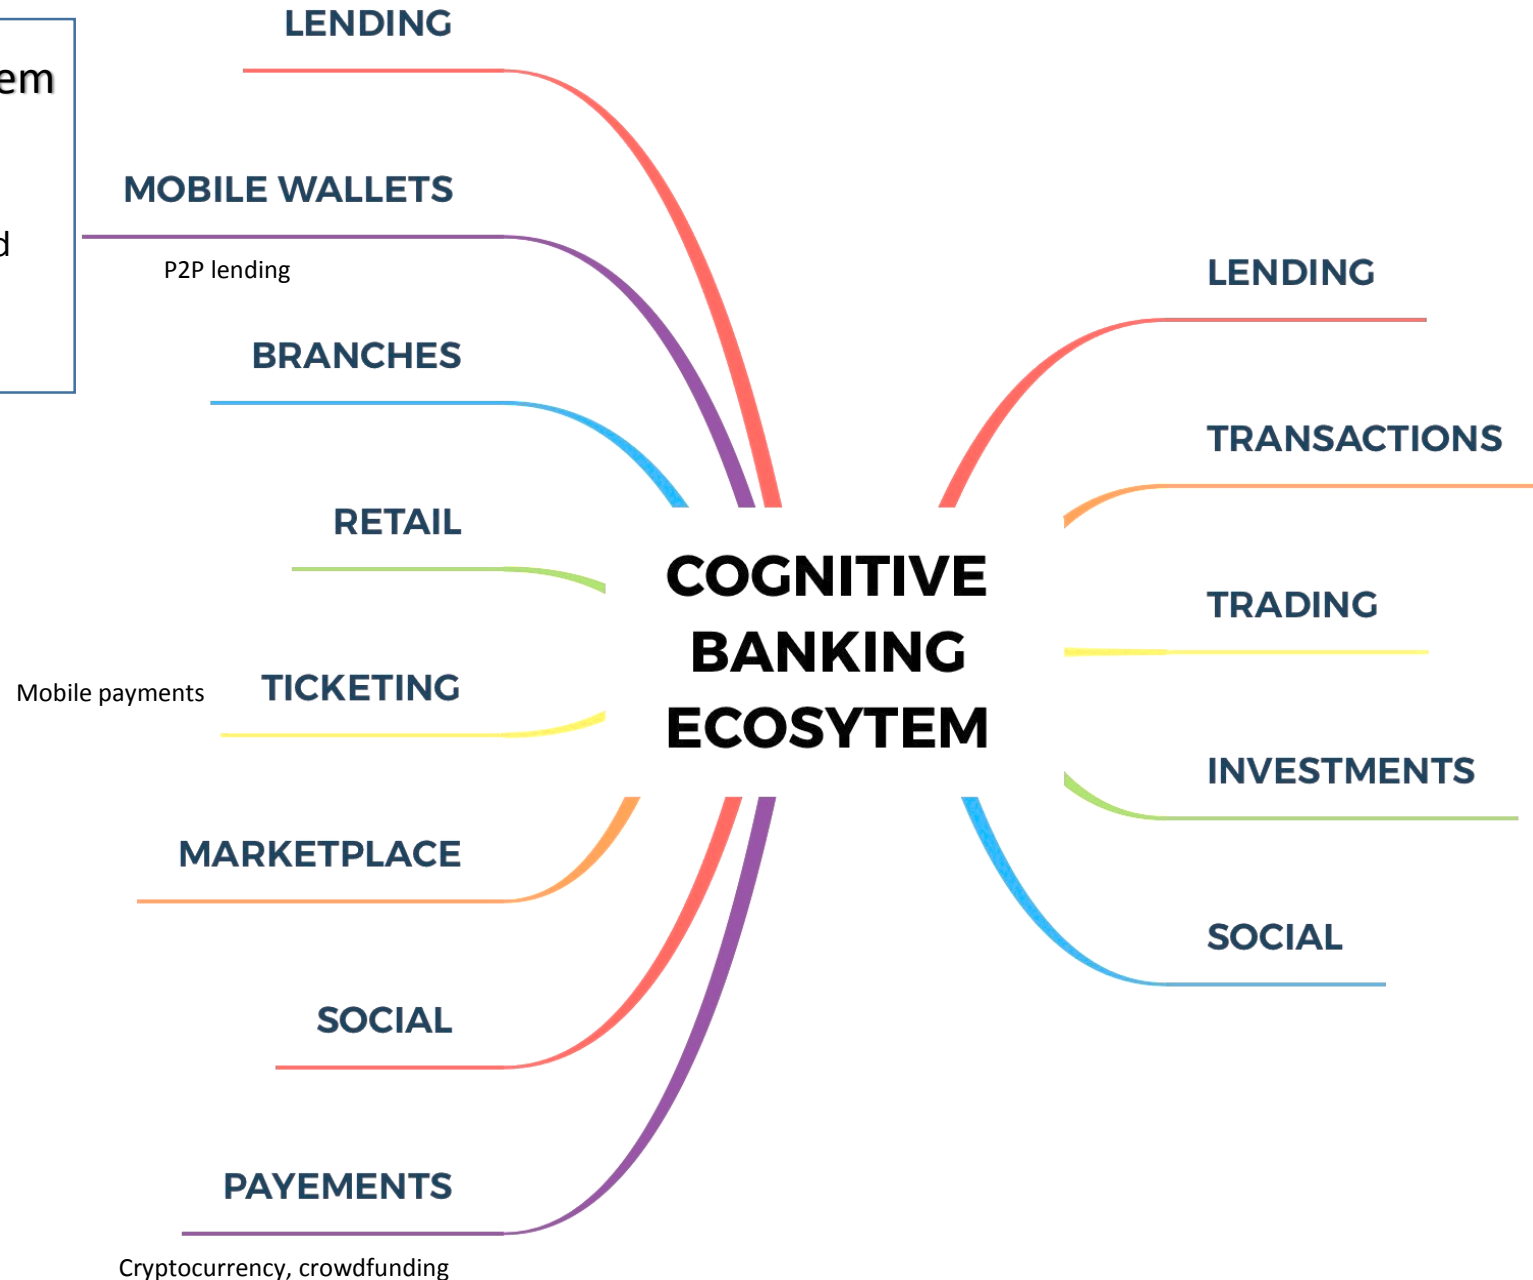 LENDING
MOBILE WALLETS
P2P lending
BRANCHES
RETAIL
Mobile payments
TICKETING
MARKETPLACE
SOCIAL
PAYEMENTS
Cryptocurrency, crowdfunding
COGNITIVE
BANKING
ECOSYTEM
LENDING
TRANSACTIONS
TRADING
INVESTMENTS
SOCIAL